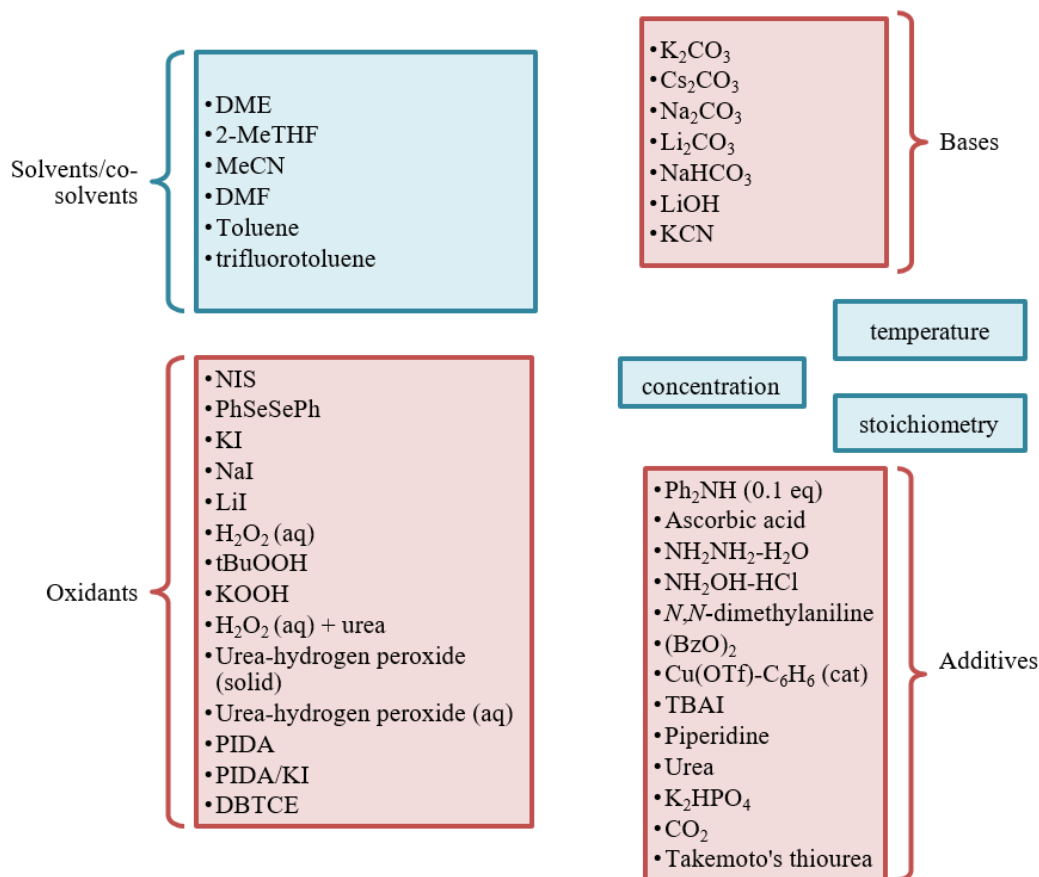 Solvents/co-
solvents
•DME
•2-MeTHF
•MeCN
•DMF
•Toluene
•trifluorotoluene
•K₂CO₃
•Cs₂CO₃
•Na₂CO₃
•Li₂CO₃
•NaHCO₃
•LiOH
•KCN
Bases
temperature
concentration
stoichiometry
Oxidants
•NIS
•PhSeSePh
•KI
•NaI
•LiI
•H₂O₂ (aq)
•tBuOOH
•KOOH
•H₂O₂ (aq) + urea
•Urea-hydrogen peroxide
(solid)
•Urea-hydrogen peroxide (aq)
•PIDA
•PIDA/KI
•DBTCE
•Ph₂NH (0.1 eq)
•Ascorbic acid
•NH₂NH₂-H₂O
•NH₂OH-HCl
•N,N-dimethylaniline
•(BzO)₂
•Cu(OTf)-C₆H₆ (cat)
•TBAI
•Piperidine
•Urea
•K₂HPO₄
•CO₂
•Takemoto's thiourea
Additives